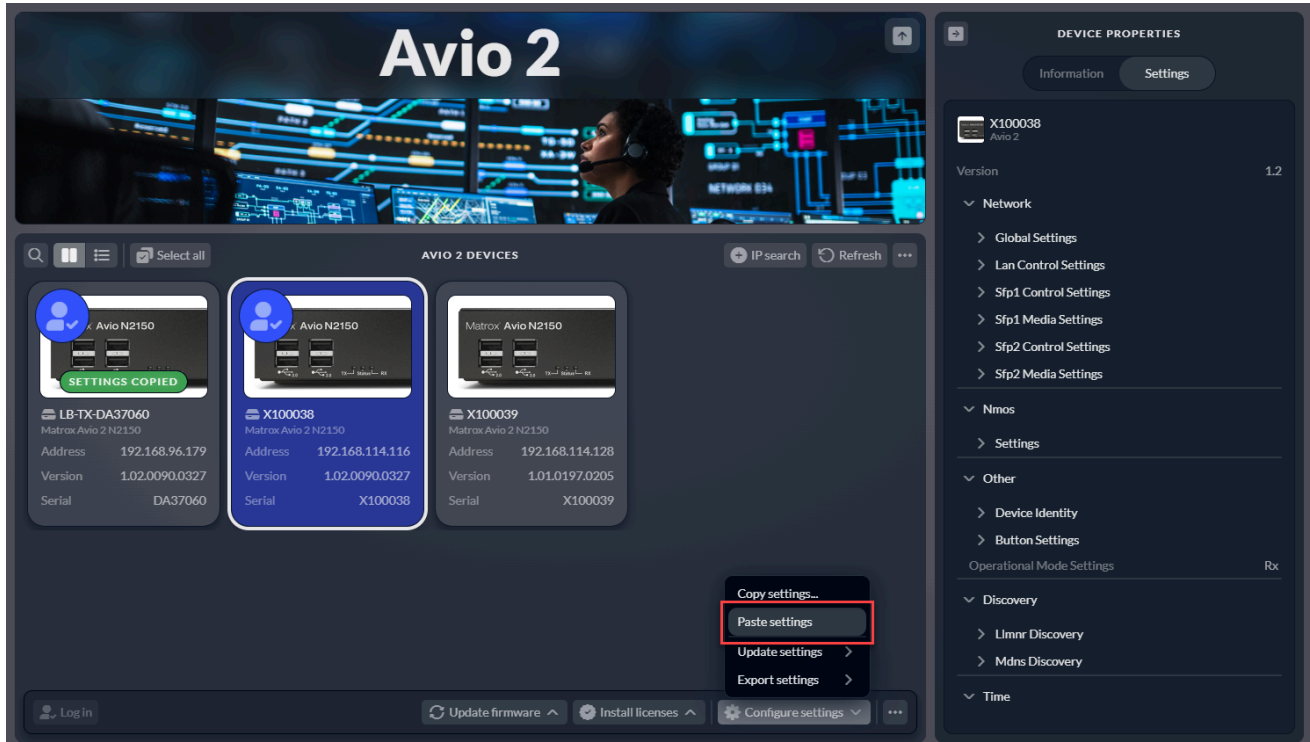 Avio 2
DEVICE PROPERTIES
Information Settings
X100038
Avio 2
Version 1.2
Network
Global Settings
Lan Control Settings
Sfp1 Control Settings
Sfp1 Media Settings
Sfp2 Control Settings
Sfp2 Media Settings
Nmos
Settings
Other
Device Identity
Button Settings
Operational Mode Settings Rx
Discovery
Llmnr Discovery
Mdns Discovery
Time
NETWORK 034
Select all
AVIO 2 DEVICES
IP search
Refresh
Avio N2150
SETTINGS COPIED
LB-TX-DA37060
Matrox Avio 2 N2150
Address 192.168.96.179
Version 1.02.0090.0327
Serial DA37060
Avio N2150
X100038
Matrox Avio 2 N2150
Address 192.168.114.116
Version 1.02.0090.0327
Serial X100038
Matrox Avio N2150
X100039
Matrox Avio 2 N2150
Address 192.168.114.128
Version 1.01.0197.0205
Serial X100039
Copy settings...
Paste settings
Update settings
Export settings
Log in
Update firmware
Install licenses
Configure settings